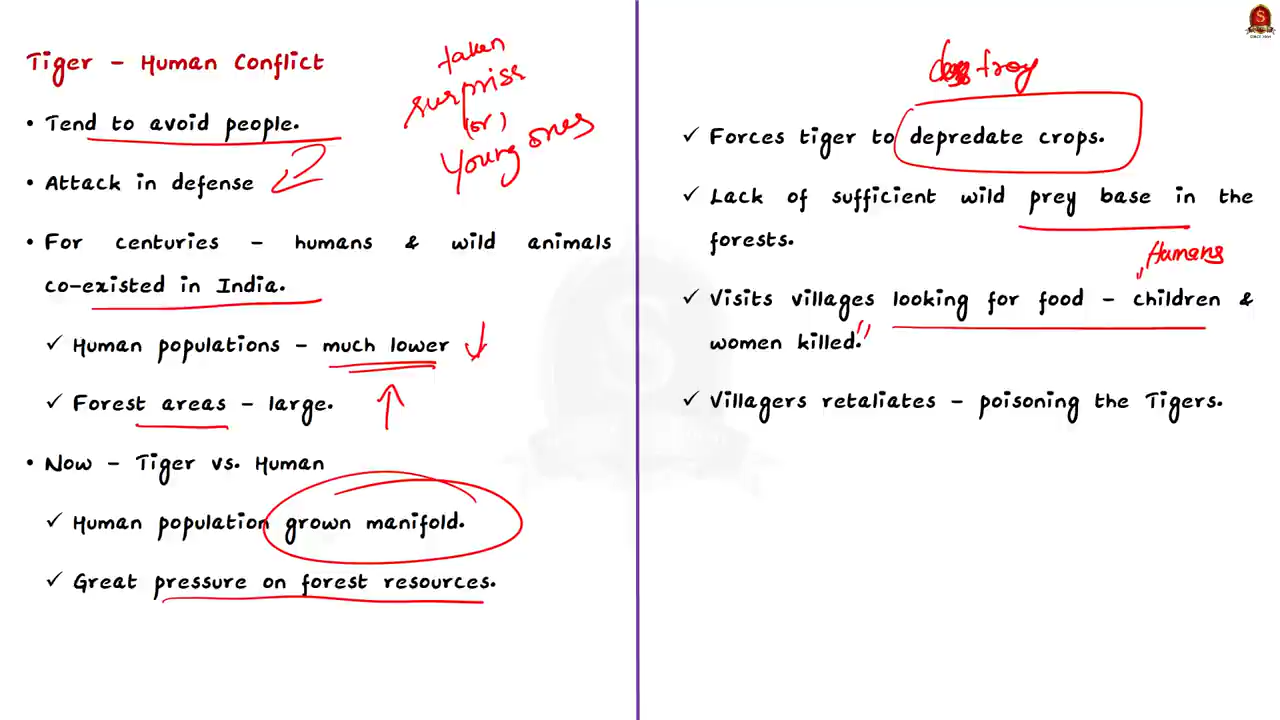 Tiger – Human Conflict
taken
surprise
(or)
Young ones
• Tend to avoid people.
• Attack in defense
• For centuries – humans & wild animals
co-existed in India.
✓ Human populations – much lower
✓ Forest areas – large.
• Now – Tiger vs. Human
✓ Human population grown manifold.
✓ Great pressure on forest resources.
destroy
✓ Forces tiger to depredate crops.
✓ Lack of sufficient wild prey base in the
forests.
Humans
✓ Visits villages looking for food – children &
women killed.
✓ Villagers retaliates – poisoning the Tigers.